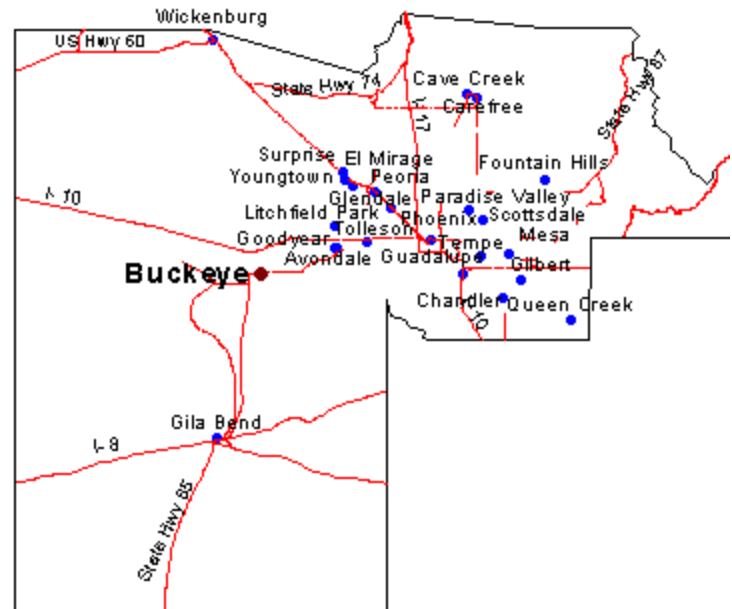 Wickenburg
US Hwy 60
State Hwy 74
I- 17
Cave Creek
Carefree
State Hwy 87
Surprise
El Mirage
Fountain Hills
Youngtown
Peoria
I- 10
Glendale
Paradise Valley
Litchfield Park
Phoenix
Scottsdale
Tolleson
Mesa
Goodyear
Tempe
Avondale
Guadalupe
Gilbert
Buckeye
Chandler
Queen Creek
I- 10
Gila Bend
I- 8
State Hwy 85